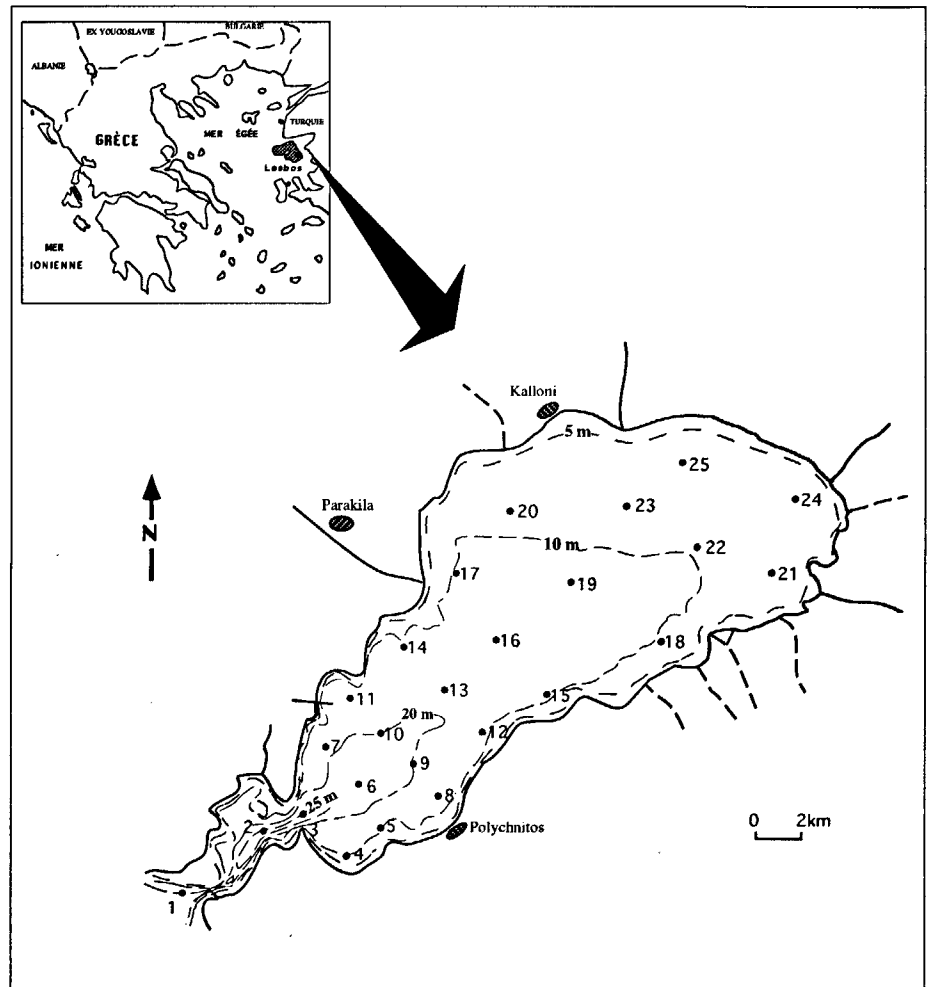 BULGARIE
EX YOUGOSLAVIE
ALBANIE
TURQUIE
MER ÉGÉE
GRÈCE
Lesbos
MER
IONIENNE
Kalloni
5 m
25
24
Parakila
20
23
N
10 m
22
17
19
21
16
18
14
13
11
15
20 m
10
12
7
9
6
8
25 m
0 2km
2
3
5
Polychnitos
4
1